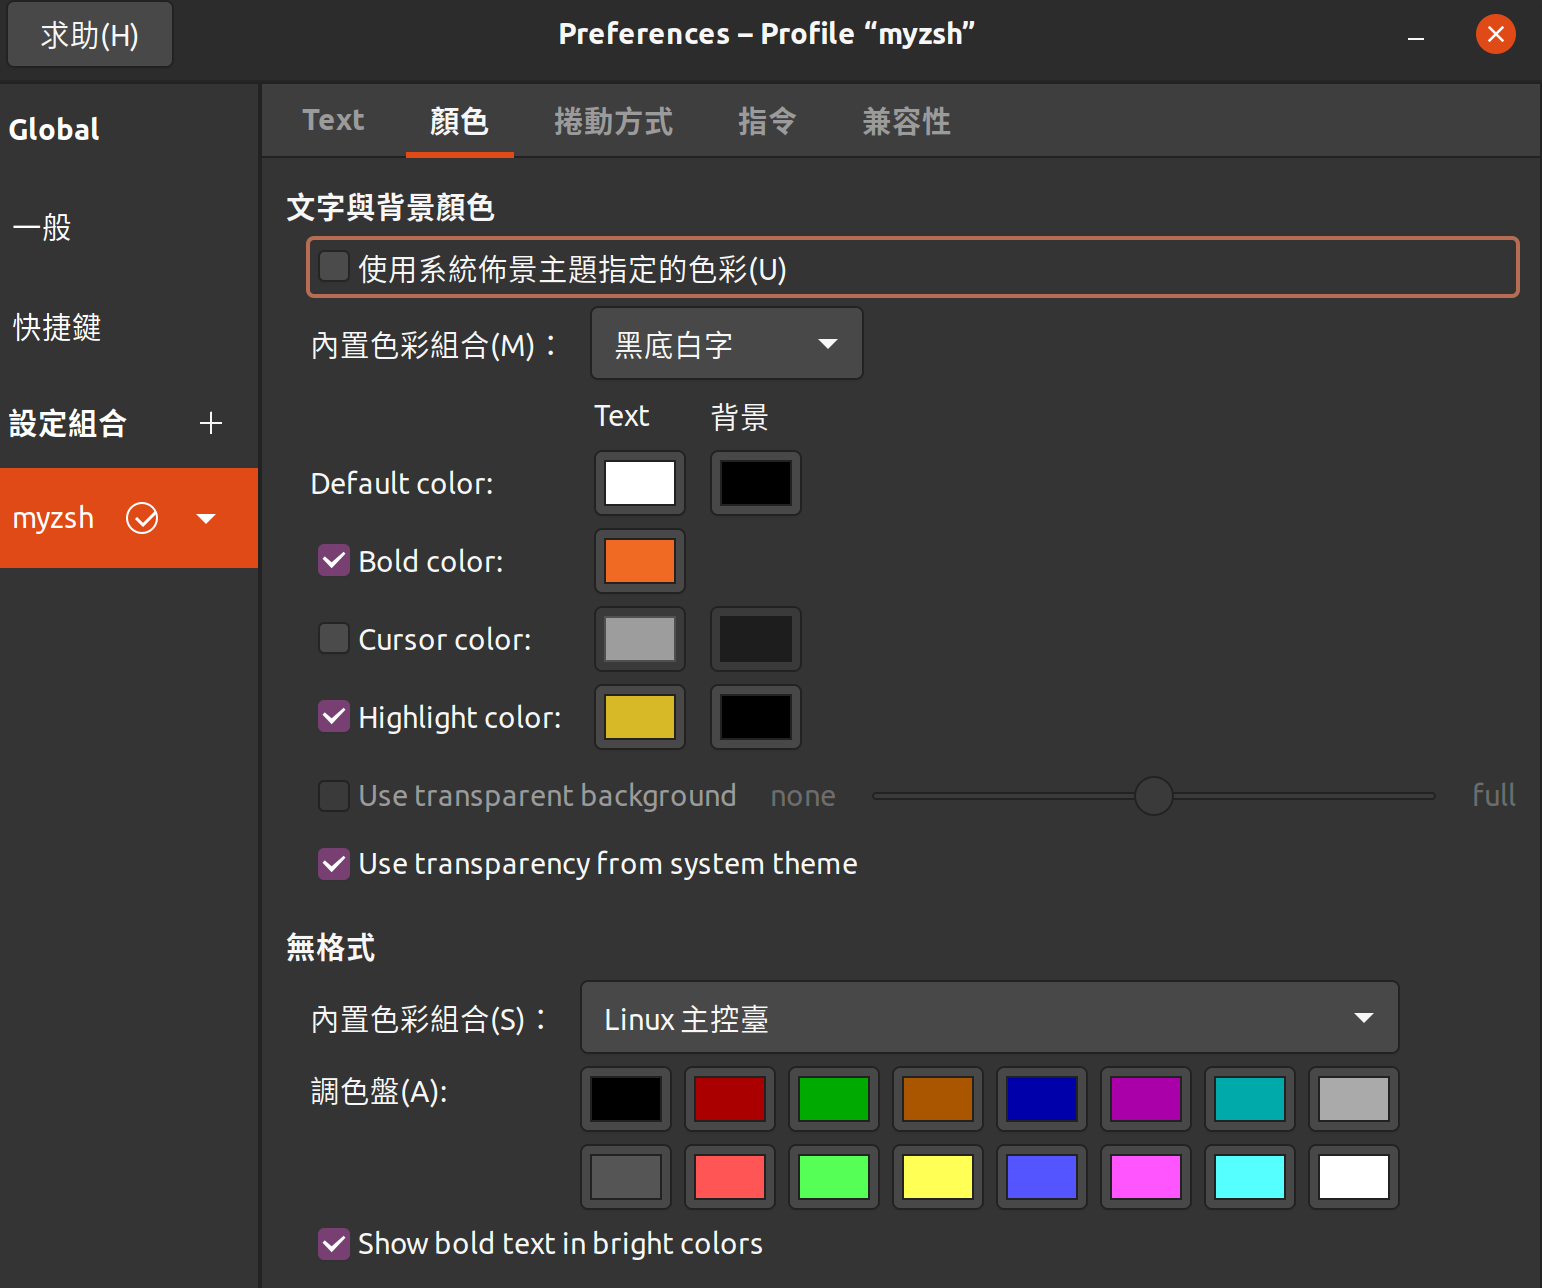 求助(H)
Preferences – Profile “myzsh”
Global
一般
快捷鍵
設定組合
myzsh
Text
顏色
捲動方式
指令
兼容性
文字與背景顏色
使用系統佈景主題指定的色彩(U)
內置色彩組合(M)：
黑底白字
Text
背景
Default color:
Bold color:
Cursor color:
Highlight color:
Use transparent background
none
full
Use transparency from system theme
無格式
內置色彩組合(S)：
Linux 主控臺
調色盤(A):
Show bold text in bright colors